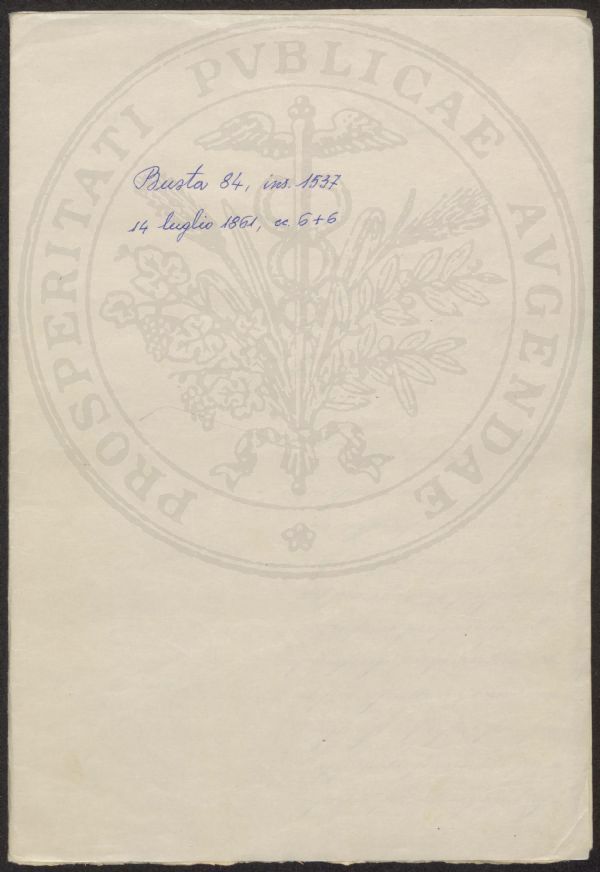 PROSPERITATI PVBLICAE AVGENDAE
Busta 84, ins. 1537
14 luglio 1861, cc. 6+6